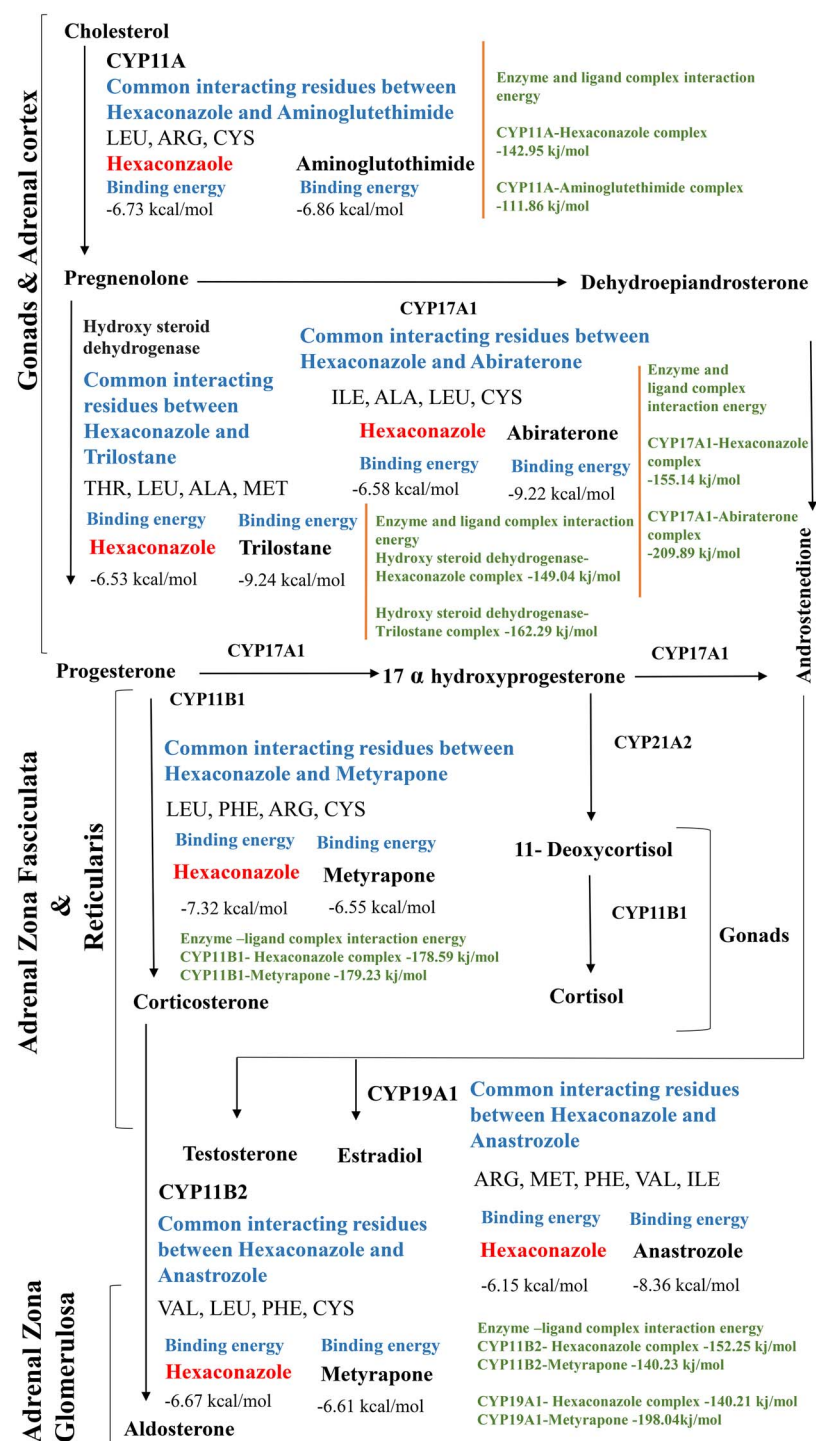 Cholesterol
CYP11A
Common interacting residues between
Hexaconazole and Aminoglutethimide
LEU, ARG, CYS
Hexaconzaole
Aminoglutothimide
Binding energy
Binding energy
-6.73 kcal/mol
-6.86 kcal/mol
Enzyme and ligand complex interaction
energy
CYP11A-Hexaconazole complex
-142.95 kj/mol
CYP11A-Aminoglutethimide complex
-111.86 kj/mol
Gonads & Adrenal cortex
Pregnenolone
Dehydroepiandrosterone
CYP17A1
Hydroxy steroid
dehydrogenase
Common interacting
residues between
Hexaconazole and
Trilostane
THR, LEU, ALA, MET
Binding energy
Binding energy
Hexaconazole
Trilostane
-6.53 kcal/mol
-9.24 kcal/mol
Common interacting residues between
Hexaconazole and Abiraterone
ILE, ALA, LEU, CYS
Hexaconazole
Abiraterone
Binding energy
Binding energy
-6.58 kcal/mol
-9.22 kcal/mol
Enzyme and
ligand complex
interaction energy
CYP17A1-Hexaconazole
complex
-155.14 kj/mol
CYP17A1-Abiraterone
complex
-209.89 kj/mol
Enzyme and ligand complex interaction
energy
Hydroxy steroid dehydrogenase-
Hexaconazole complex -149.04 kj/mol
Hydroxy steroid dehydrogenase-
Trilostane complex -162.29 kj/mol
Androstenedione
Progesterone
CYP17A1
17 α hydroxyprogesterone
CYP17A1
CYP11B1
Common interacting residues between
Hexaconazole and Metyrapone
LEU, PHE, ARG, CYS
Binding energy
Binding energy
Hexaconazole
Metyrapone
-7.32 kcal/mol
-6.55 kcal/mol
Enzyme –ligand complex interaction energy
CYP11B1- Hexaconazole complex -178.59 kj/mol
CYP11B1-Metyrapone -179.23 kj/mol
CYP21A2
11- Deoxycortisol
CYP11B1
Gonads
Cortisol
Adrenal Zona Fasciculata
&
Reticularis
Corticosterone
CYP19A1
Testosterone
Estradiol
Common interacting residues
between Hexaconazole and
Anastrozole
ARG, MET, PHE, VAL, ILE
Binding energy
Binding energy
Hexaconazole
Anastrozole
-6.15 kcal/mol
-8.36 kcal/mol
CYP11B2
Common interacting residues
between Hexaconazole and
Anastrozole
VAL, LEU, PHE, CYS
Binding energy
Binding energy
Hexaconazole
Metyrapone
-6.67 kcal/mol
-6.61 kcal/mol
Enzyme –ligand complex interaction energy
CYP11B2- Hexaconazole complex -152.25 kj/mol
CYP11B2-Metyrapone -140.23 kj/mol
CYP19A1- Hexaconazole complex -140.21 kj/mol
CYP19A1-Metyrapone -198.04kj/mol
Adrenal Zona
Glomerulosa
Aldosterone